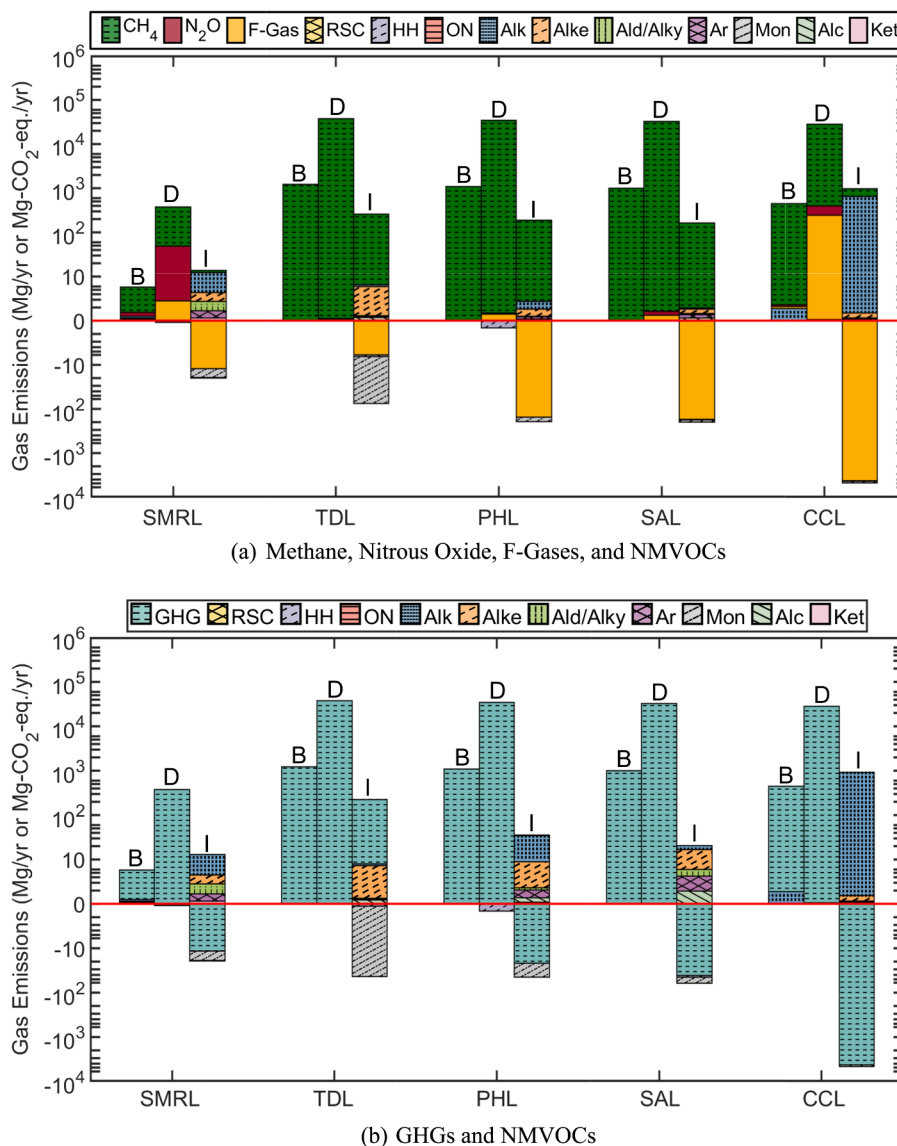 CH4 N2O F-Gas RSC HH ON Alk Alke Ald/Alky Ar Mon Alc Ket
Gas Emissions (Mg/yr or Mg-CO2-eq./yr)
10^6
10^5
10^4
10^3
10^2
10
0
-10
-10^2
-10^3
-10^4
B D I
B D I
B D I
B D I
B D I
SMRL TDL PHL SAL CCL
(a) Methane, Nitrous Oxide, F-Gases, and NMVOCs
GHG RSC HH ON Alk Alke Ald/Alky Ar Mon Alc Ket
Gas Emissions (Mg/yr or Mg-CO2-eq./yr)
10^6
10^5
10^4
10^3
10^2
10
0
-10
-10^2
-10^3
-10^4
B D I
B D I
B D I
B D I
B D I
SMRL TDL PHL SAL CCL
(b) GHGs and NMVOCs